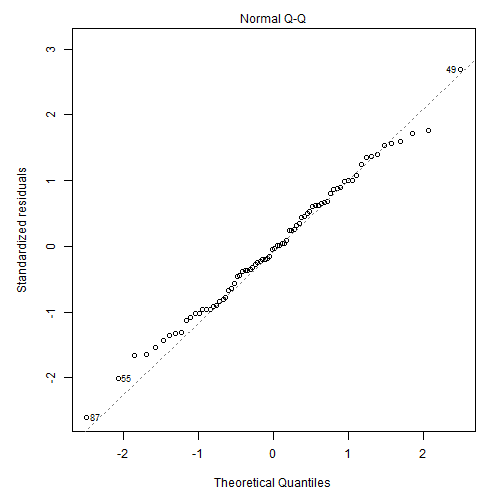 Normal Q-Q
3
2
1
0
-1
-2
Standardized residuals
49
55
87
-2 -1 0 1 2
Theoretical Quantiles